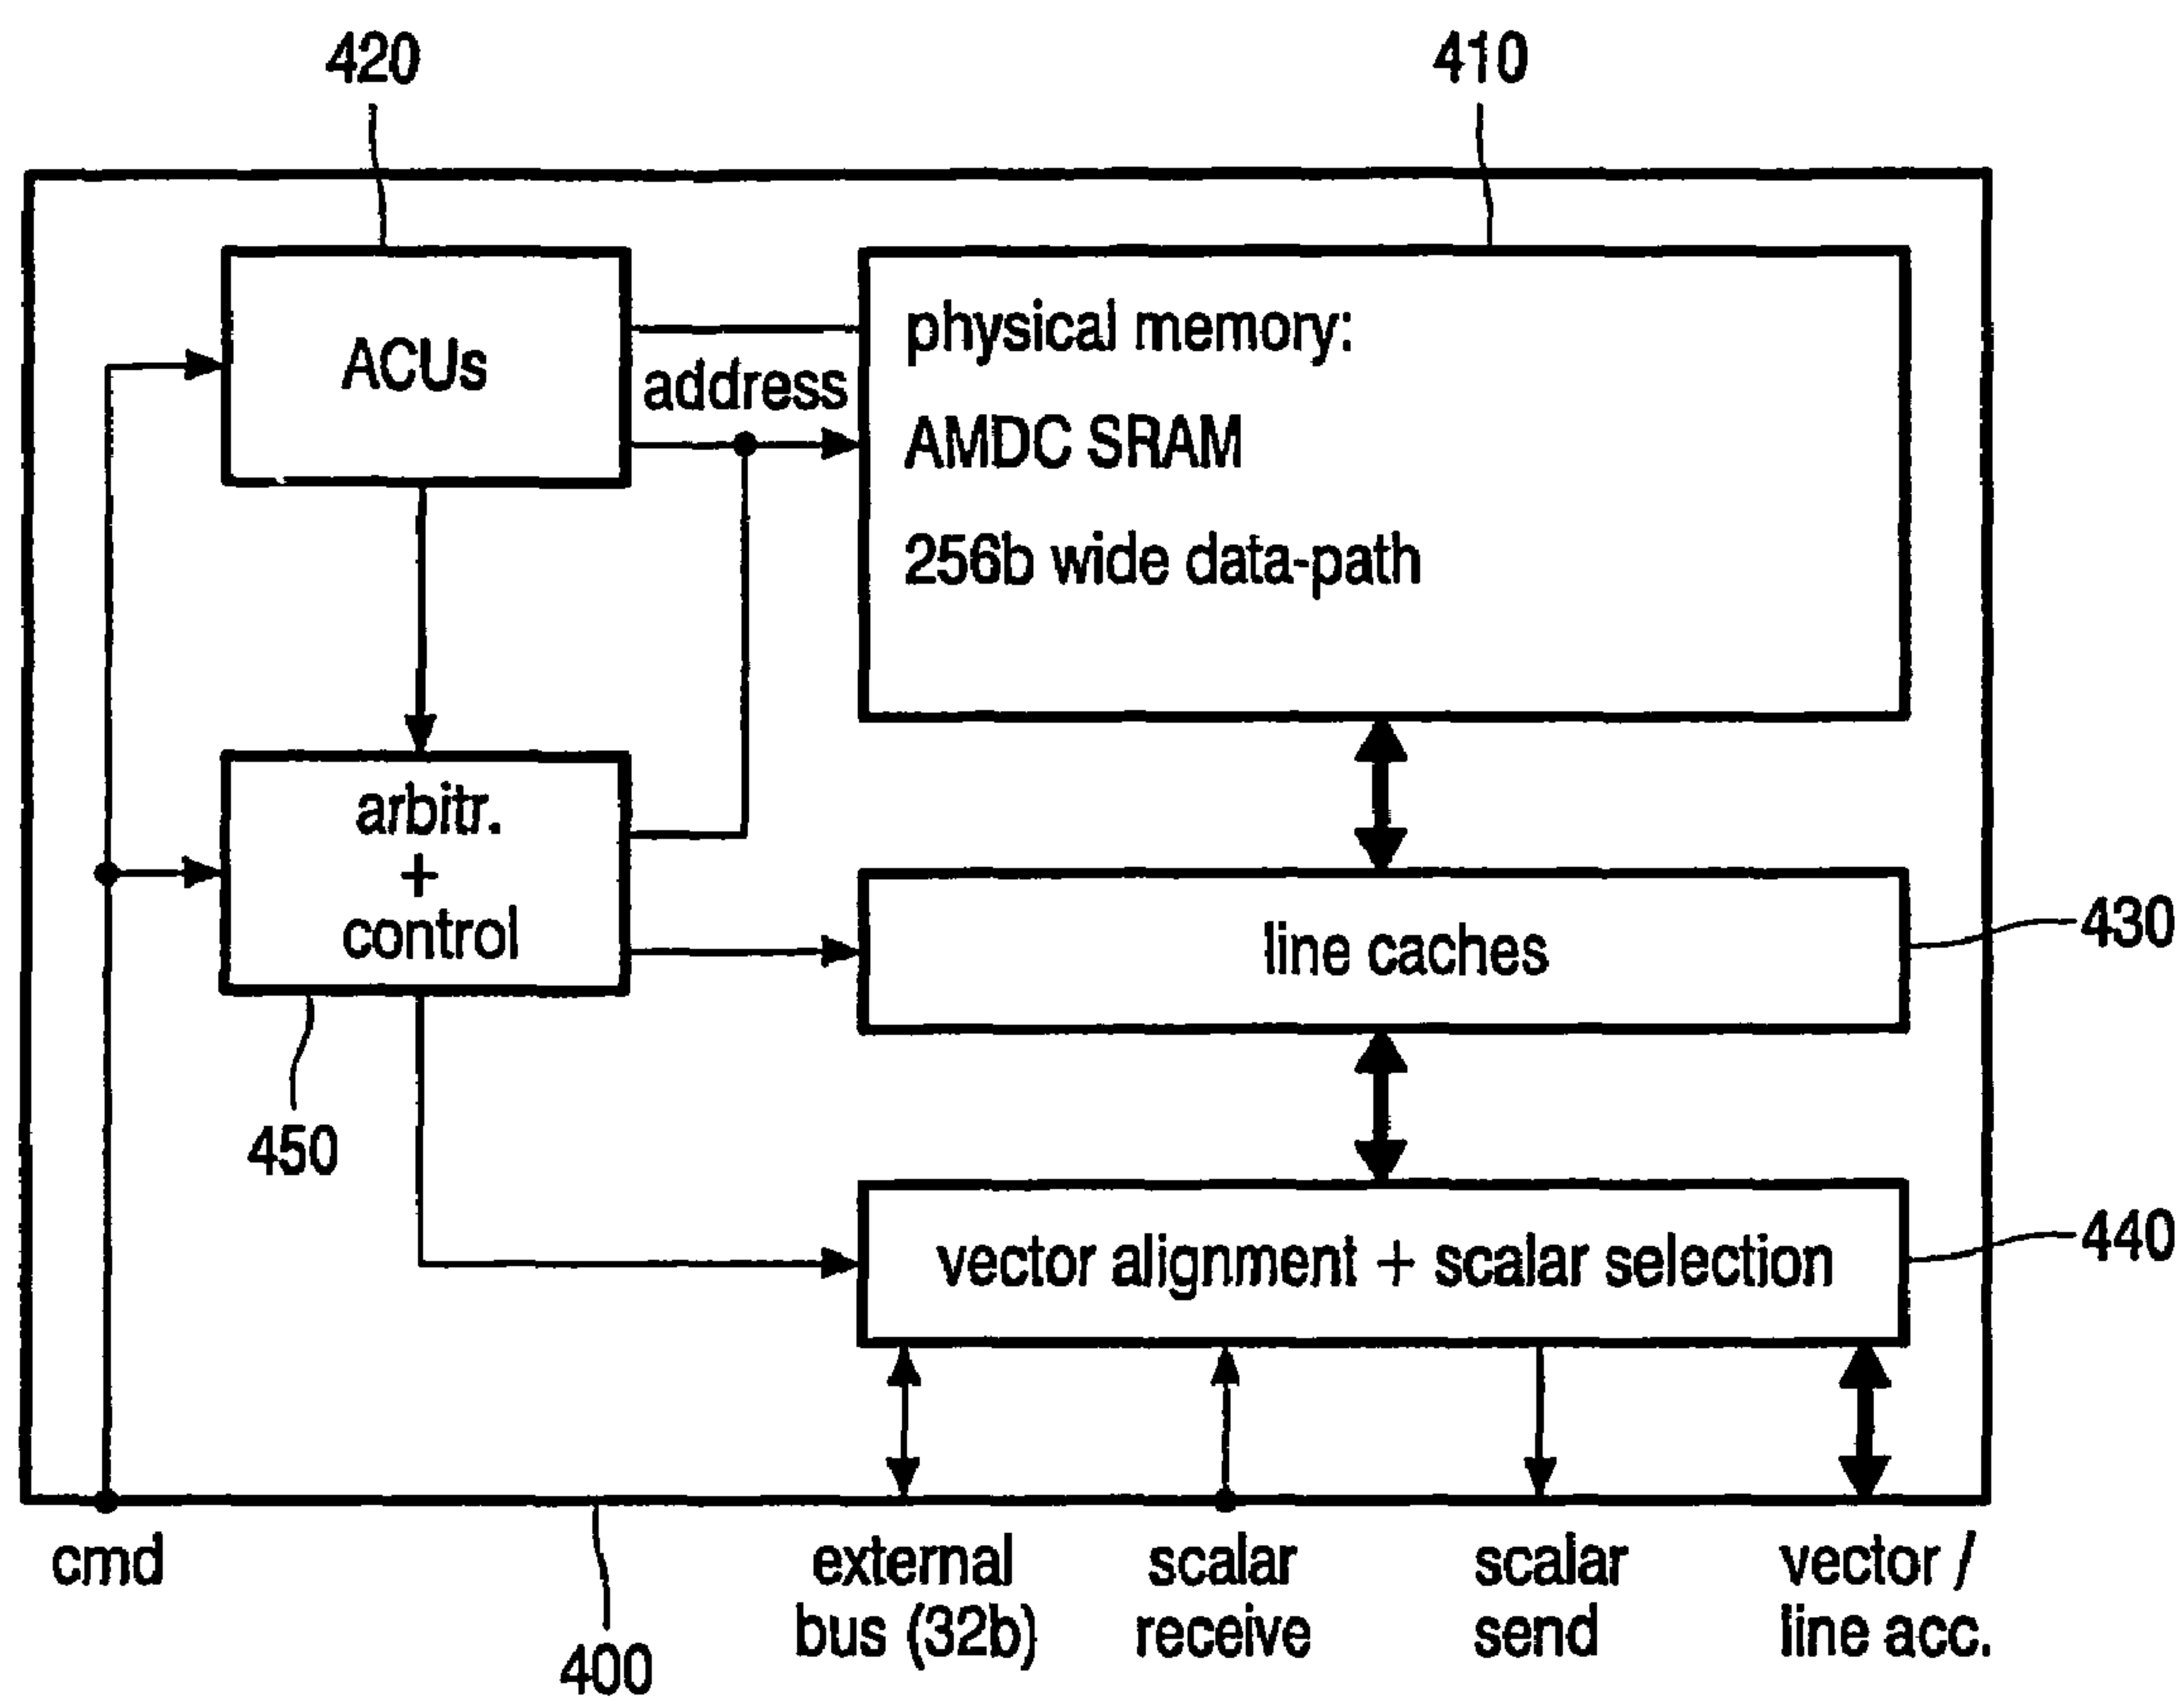 420
410
ACUs
address
physical memory:
AMDC SRAM
256b wide data-path
arbitr.
+
control
line caches
430
450
vector alignment + scalar selection
440
cmd
400
external
bus (32b)
scalar
receive
scalar
send
vector /
line acc.